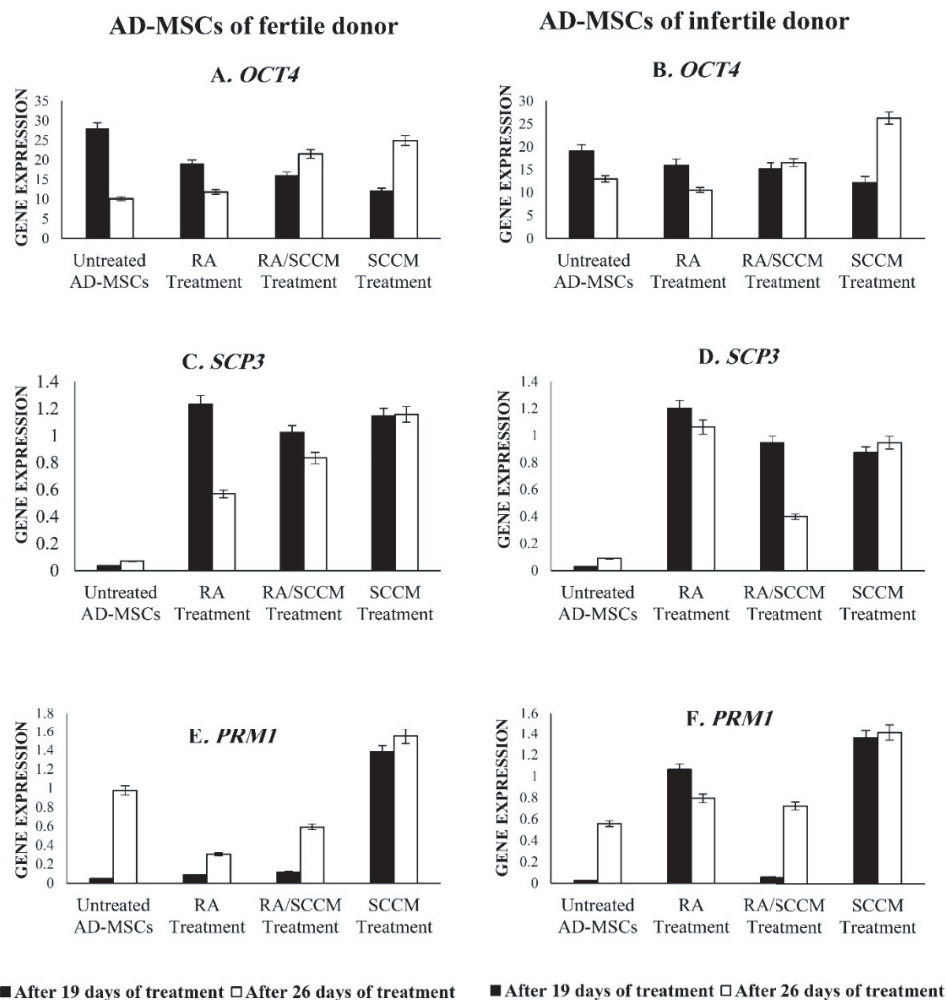 AD-MSCs of fertile donor
AD-MSCs of infertile donor
A. OCT4
GENE EXPRESSION
35
30
25
20
15
10
5
0
Untreated AD-MSCs
RA Treatment
RA/SCCM Treatment
SCCM Treatment
B. OCT4
GENE EXPRESSION
30
25
20
15
10
5
0
Untreated AD-MSCs
RA Treatment
RA/SCCM Treatment
SCCM Treatment
C. SCP3
GENE EXPRESSION
1.4
1.2
1
0.8
0.6
0.4
0.2
0
Untreated AD-MSCs
RA Treatment
RA/SCCM Treatment
SCCM Treatment
D. SCP3
GENE EXPRESSION
1.4
1.2
1
0.8
0.6
0.4
0.2
0
Untreated AD-MSCs
RA Treatment
RA/SCCM Treatment
SCCM Treatment
E. PRM1
GENE EXPRESSION
1.8
1.6
1.4
1.2
1
0.8
0.6
0.4
0.2
0
Untreated AD-MSCs
RA Treatment
RA/SCCM Treatment
SCCM Treatment
F. PRM1
GENE EXPRESSION
1.6
1.4
1.2
1
0.8
0.6
0.4
0.2
0
Untreated AD-MSCs
RA Treatment
RA/SCCM Treatment
SCCM Treatment
After 19 days of treatment After 26 days of treatment
After 19 days of treatment After 26 days of treatment